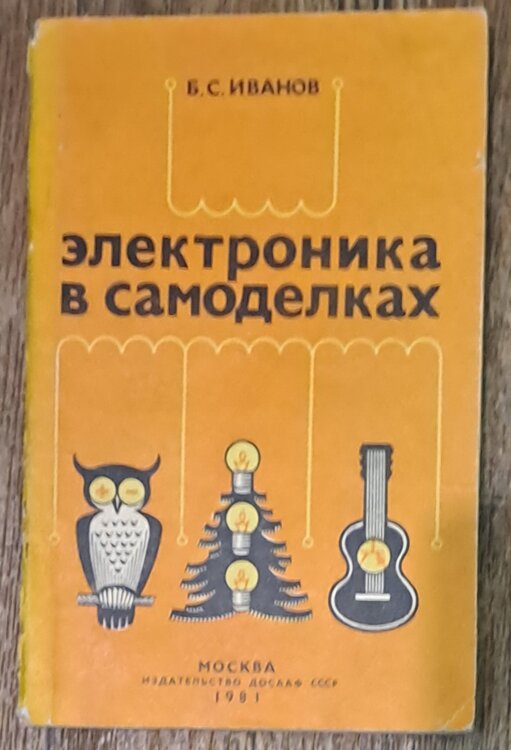 Б. С. ИВАНОВ
электроника
в самоделках
+ −
МОСКВА
ИЗДАТЕЛЬСТВО ДОСААФ СССР
1981